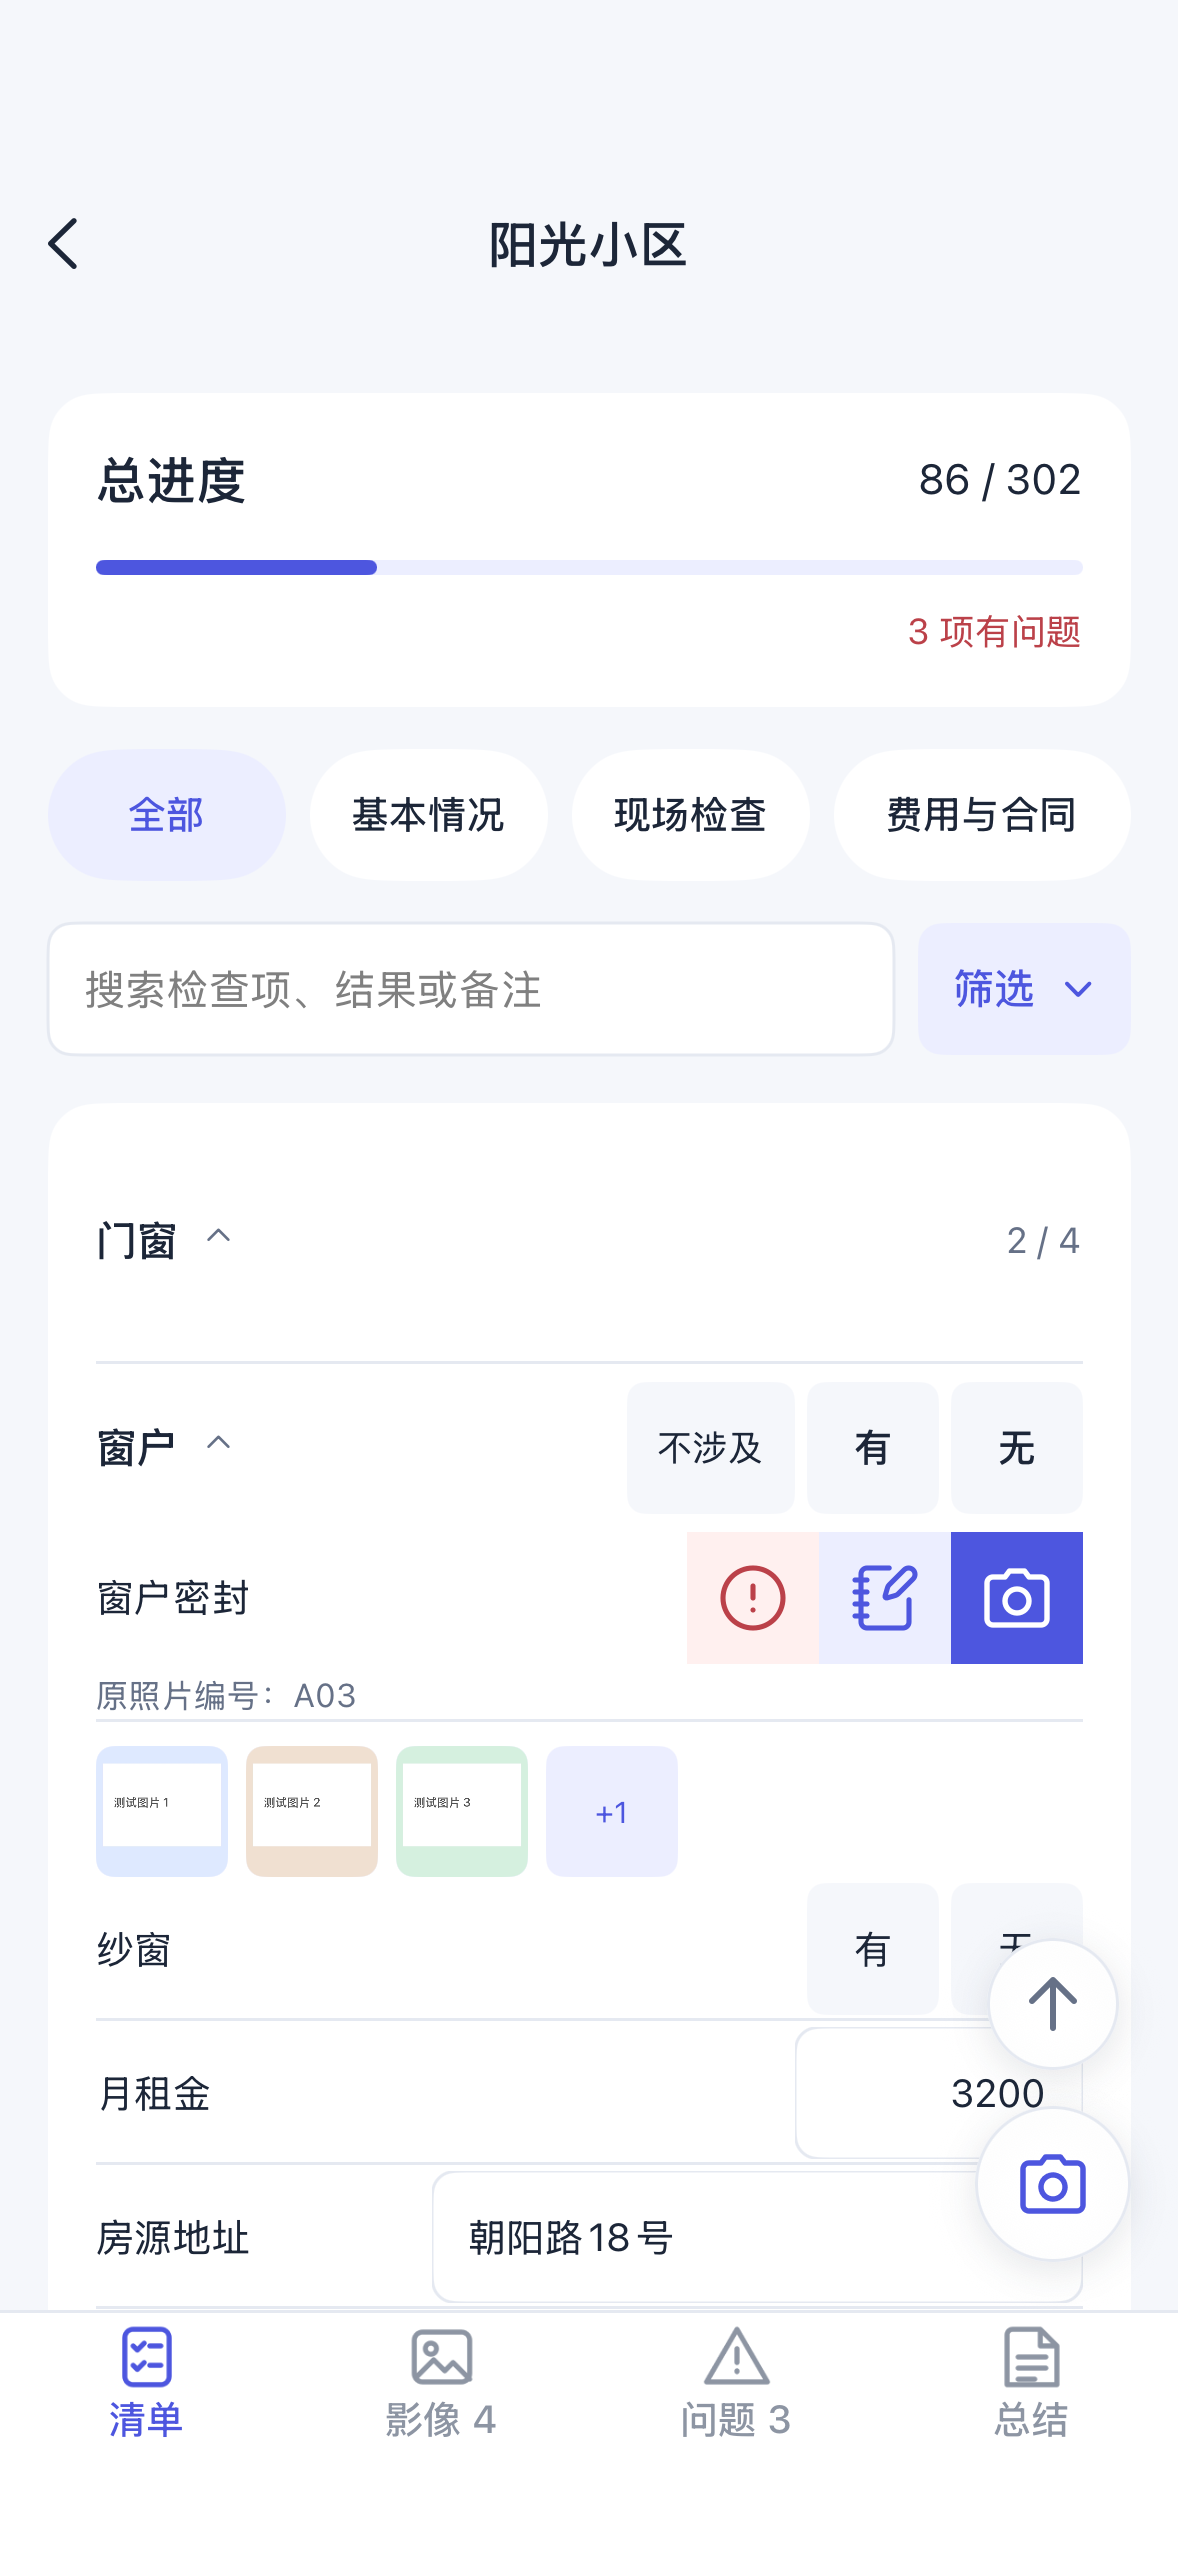 阳光小区
总进度 86 / 302
3 项有问题
全部 基本情况 现场检查 费用与合同
搜索检查项、结果或备注 筛选
门窗 2 / 4
窗户 不涉及 有 无
窗户密封
原照片编号：A03
测试图片 1 测试图片 2 测试图片 3 +1
纱窗 有 无
月租金 3200
房源地址 朝阳路 18 号
清单 影像 4 问题 3 总结